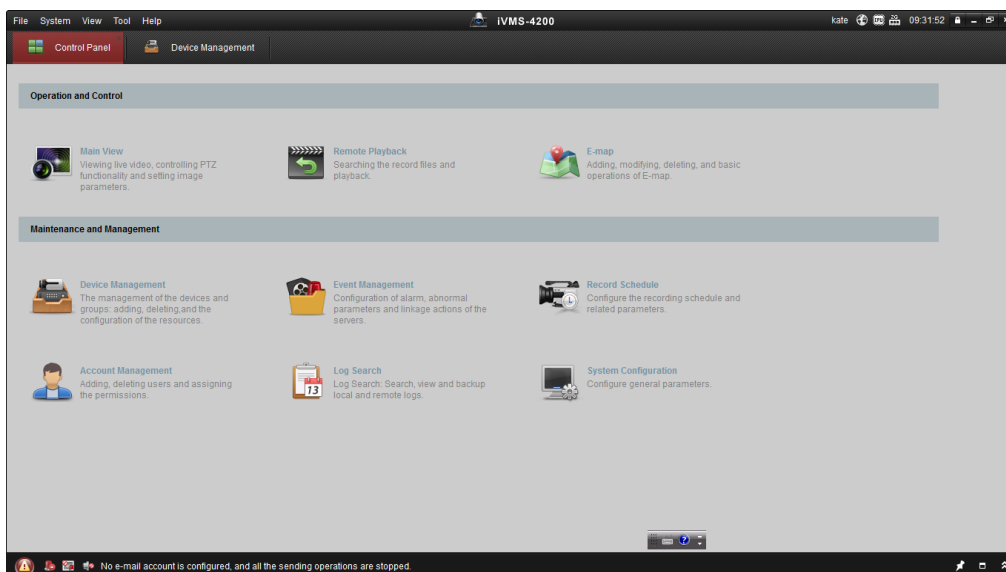 File System View Tool Help iVMS-4200 kate 09:31:52
Control Panel Device Management
Operation and Control
Main View
Viewing live video, controlling PTZ
functionality and setting image
parameters.
Remote Playback
Searching the record files and
playback.
E-map
Adding, modifying, deleting, and basic
operations of E-map.
Maintenance and Management
Device Management
The management of the devices and
groups: adding, deleting,and the
configuration of the resources.
Event Management
Configuration of alarm, abnormal
parameters and linkage actions of the
servers.
Record Schedule
Configure the recording schedule and
related parameters.
Account Management
Adding, deleting users and assigning
the permissions.
13
Log Search
Log Search: Search, view and backup
local and remote logs.
System Configuration
Configure general parameters.
No e-mail account is configured, and all the sending operations are stopped.